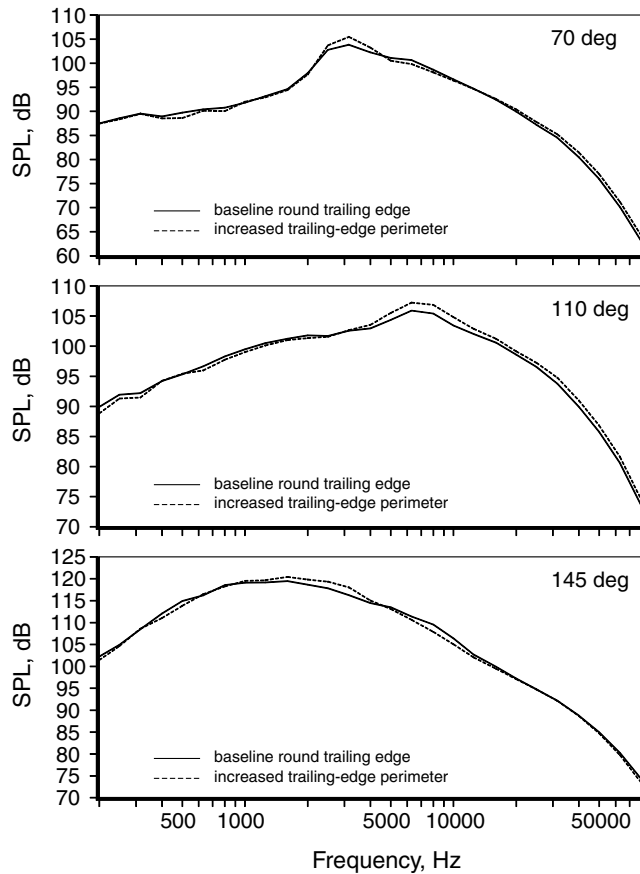 110
105
100
95
90
85
80
75
70
65
60
SPL, dB
70 deg
baseline round trailing edge
increased trailing-edge perimeter
110
105
100
95
90
85
80
75
70
SPL, dB
110 deg
baseline round trailing edge
increased trailing-edge perimeter
125
120
115
110
105
100
95
90
85
80
75
70
SPL, dB
145 deg
baseline round trailing edge
increased trailing-edge perimeter
500 1000 5000 10000 50000
Frequency, Hz